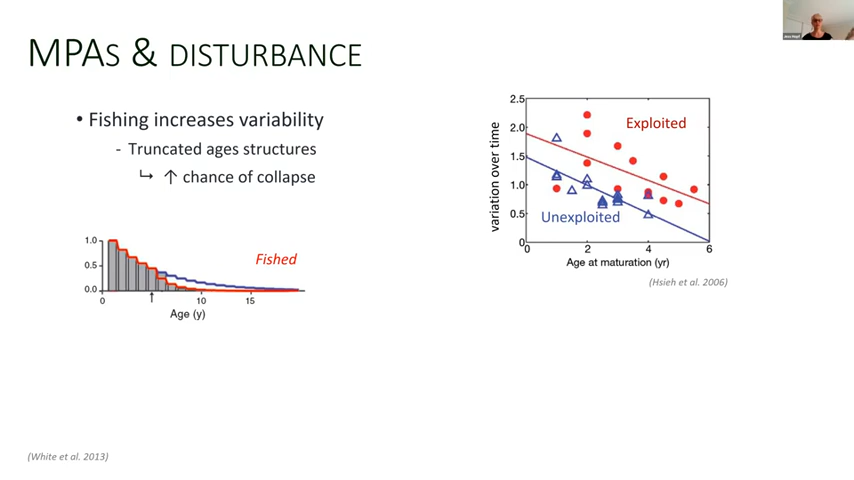 MPAS & DISTURBANCE
• Fishing increases variability
- Truncated ages structures
↳ ↑ chance of collapse
1.0
0.5
0.0
0
10
15
Age (y)
Fished
↑
2.5
2.0
1.5
1.0
0.5
0
0
2
4
6
variation over time
Exploited
Unexploited
Age at maturation (yr)
(Hsieh et al. 2006)
(White et al. 2013)